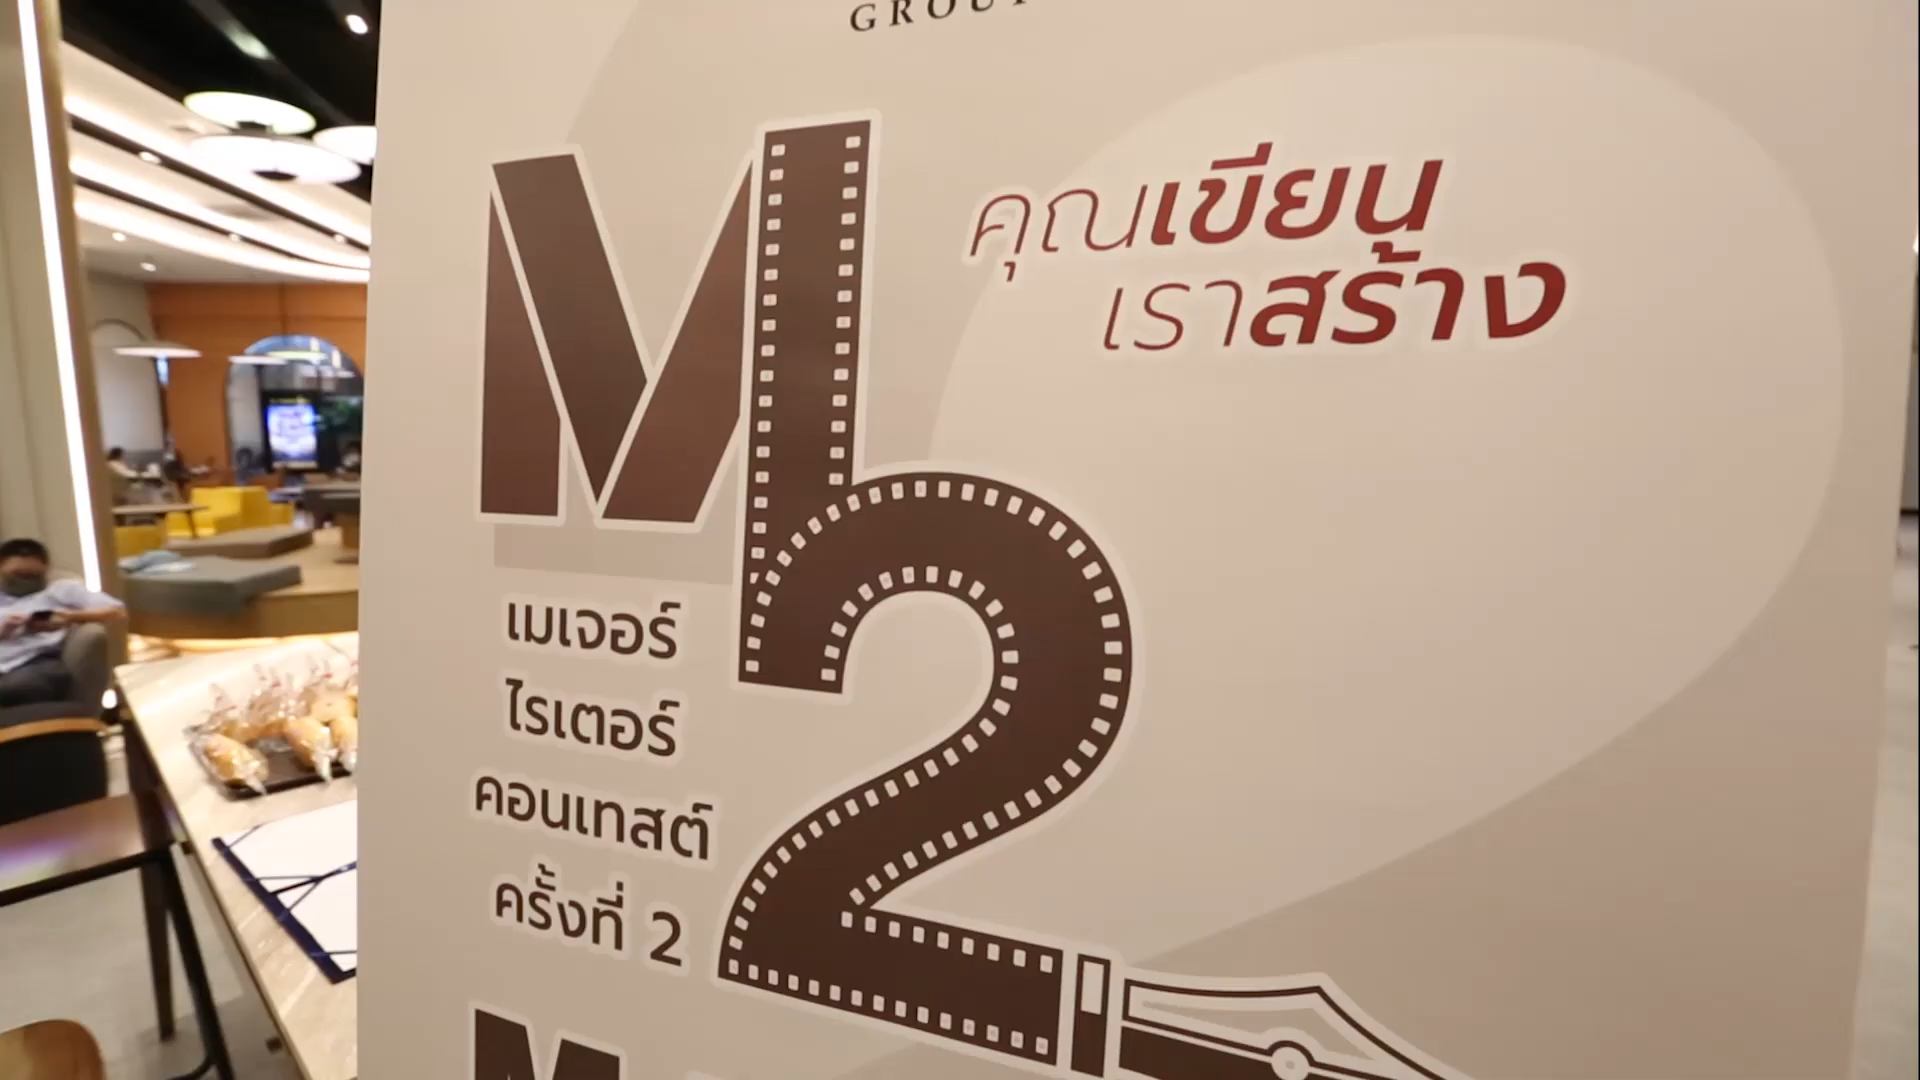 GROUP
M2
คุณเขียน
เราสร้าง
เมเจอร์
ไรเตอร์
คอนเทสต์
ครั้งที่ 2